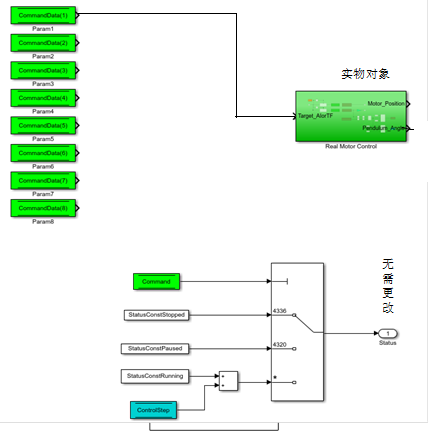 CommandData(1)
Param1
CommandData(2)
Param2
CommandData(3)
Param3
CommandData(4)
Param4
CommandData(5)
Param5
CommandData(6)
Param6
CommandData(7)
Param7
CommandData(8)
Param8
实物对象
Target_AlorTF
Motor_Position
Pendulum_Angle
Real Motor Control
Command
StatusConstStopped
StatusConstPaused
StatusConstRunning
ControlStep
+
+
4336
4320
*
1
Status
无
需
更
改